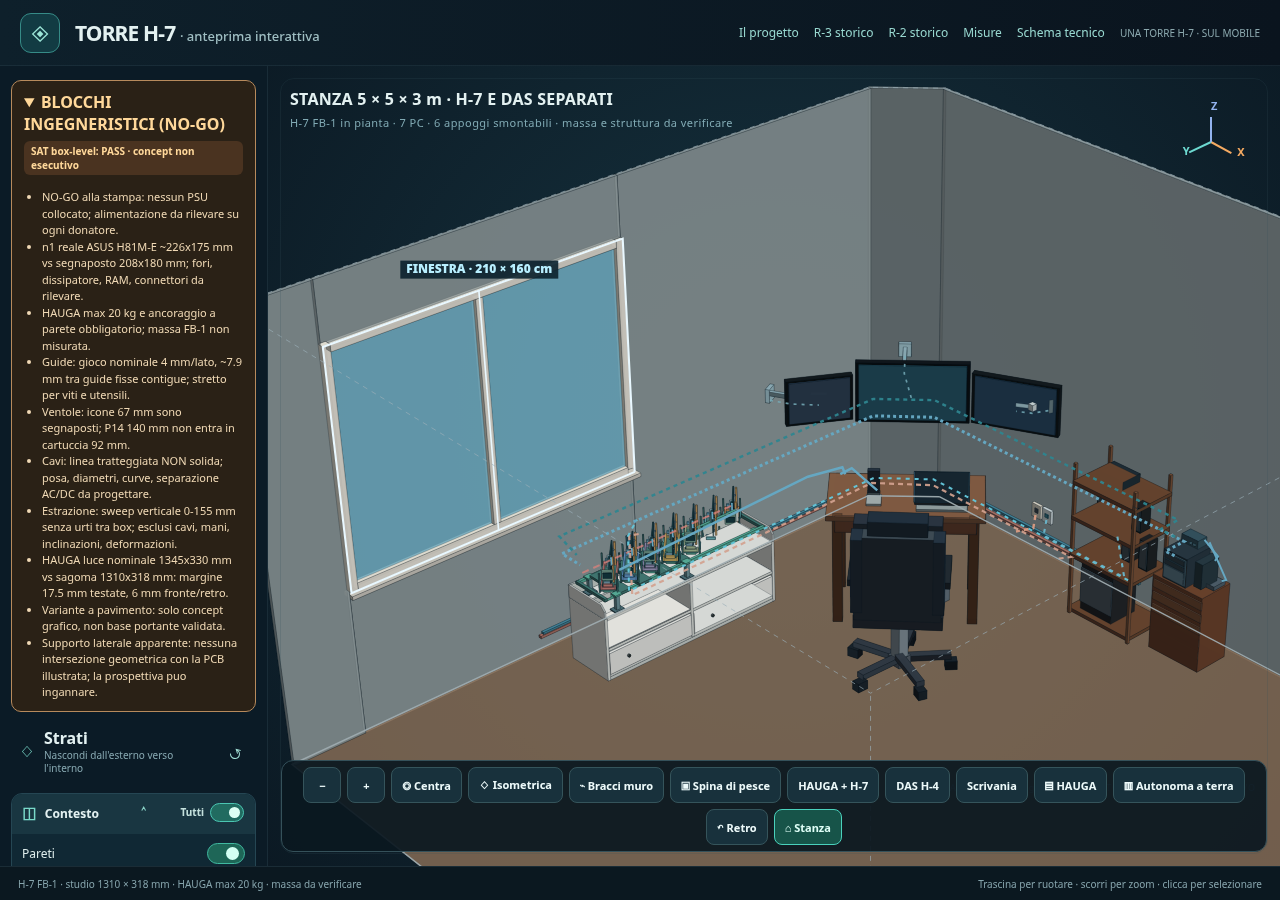 TORRE H-7 · anteprima interattiva
Il progetto R-3 storico R-2 storico Misure Schema tecnico UNA TORRE H-7 · SUL MOBILE
▼ BLOCCHI
INGEGNERISTICI (NO-GO)
SAT box-level: PASS · concept non
esecutivo
• NO-GO alla stampa: nessun PSU
collocato; alimentazione da rilevare su
ogni donatore.
• n1 reale ASUS H81M-E ~226x175 mm
vs segnaposto 208x180 mm; fori,
dissipatore, RAM, connettori da
rilevare.
• HAUGA max 20 kg e ancoraggio a
parete obbligatorio; massa FB-1 non
misurata.
• Guide: gioco nominale 4 mm/lato, ~7.9
mm tra guide fisse contigue; stretto
per viti e utensili.
• Ventole: icone 67 mm sono
segnaposti; P14 140 mm non entra in
cartuccia 92 mm.
• Cavi: linea tratteggiata NON solida;
posa, diametri, curve, separazione
AC/DC da progettare.
• Estrazione: sweep verticale 0-155 mm
senza urti tra box; esclusi cavi, mani,
inclinazioni, deformazioni.
• HAUGA luce nominale 1345x330 mm
vs sagoma 1310x318 mm: margine
17.5 mm testate, 6 mm fronte/retro.
• Variante a pavimento: solo concept
grafico, non base portante validata.
• Supporto laterale apparente: nessuna
intersezione geometrica con la PCB
illustrata; la prospettiva puo
ingannare.
Strati
Nascondi dall'esterno verso
l'interno
Contesto Tutti
Pareti
STANZA 5 × 5 × 3 m · H-7 E DAS SEPARATI
H-7 FB-1 in pianta · 7 PC · 6 appoggi smontabili · massa e struttura da verificare
Z
Y
X
FINESTRA · 210 × 160 cm
− + Centra Isometrica Bracci muro Spina di pesce HAUGA + H-7 DAS H-4 Scrivania HAUGA Autonoma a terra
Retro Stanza
H-7 FB-1 · studio 1310 × 318 mm · HAUGA max 20 kg · massa da verificare
Trascina per ruotare · scorri per zoom · clicca per selezionare